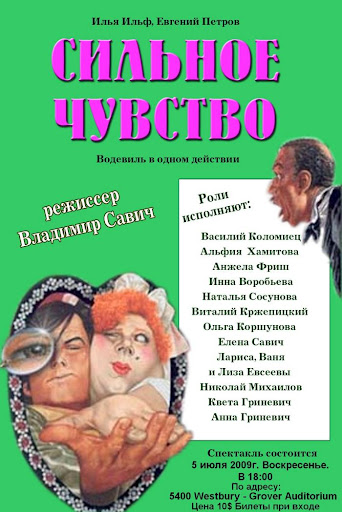 Илья Ильф, Евгений Петров
СИЛЬНОЕ
ЧУВСТВО
Водевиль в одном действии
режиссер
Владимир Савич
Роли
исполняют:
Василий Коломиец
Альфия Хамитова
Анжела Фриш
Инна Воробьева
Наталья Сосунова
Виталий Кржепицкий
Ольга Коршунова
Елена Савич
Лариса, Ваня
и Лиза Евсеевы
Николай Михаилов
Квета Гриневич
Анна Гриневич
Спектакль состоится
5 июля 2009г. Воскресенье.
В 18:00
По адресу:
5400 Westbury - Grover Auditorium
Цена 10$ Билеты при входе